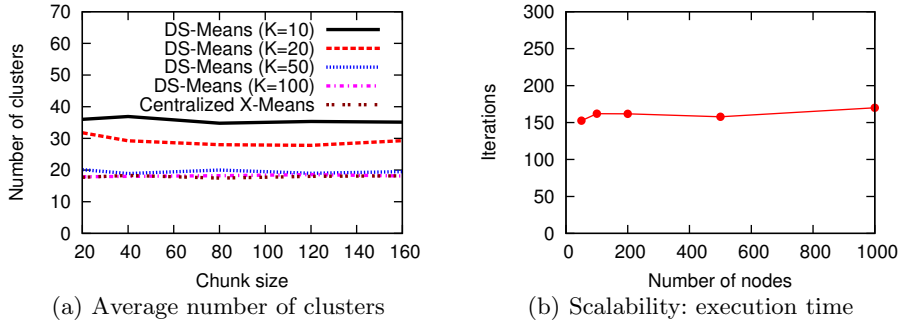 Number of clusters
70
60
50
40
30
20
10
0
DS-Means (K=10)
DS-Means (K=20)
DS-Means (K=50)
DS-Means (K=100)
Centralized X-Means
20 40 60 80 100 120 140 160
Chunk size
(a) Average number of clusters
Iterations
300
250
200
150
100
50
0
0 200 400 600 800 1000
Number of nodes
(b) Scalability: execution time